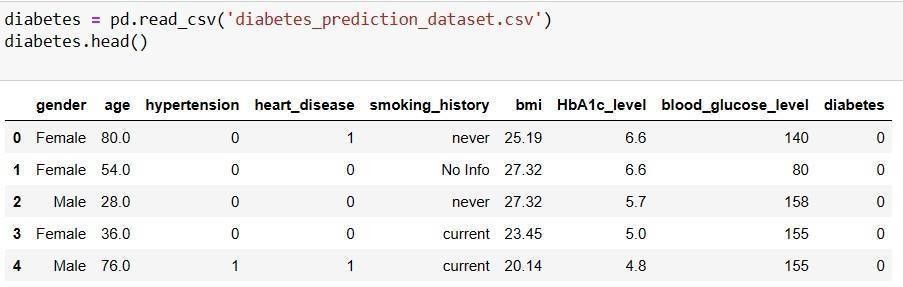 diabetes = pd.read_csv('diabetes_prediction_dataset.csv')
diabetes.head()
gender age hypertension heart_disease smoking_history bmi HbA1c_level blood_glucose_level diabetes
0 Female 80.0 0 1 never 25.19 6.6 140 0
1 Female 54.0 0 0 No Info 27.32 6.6 80 0
2 Male 28.0 0 0 never 27.32 5.7 158 0
3 Female 36.0 0 0 current 23.45 5.0 155 0
4 Male 76.0 1 1 current 20.14 4.8 155 0